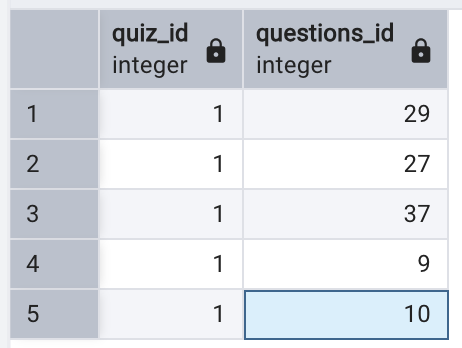 quiz_id questions_id
integer integer
1 1 29
2 1 27
3 1 37
4 1 9
5 1 10